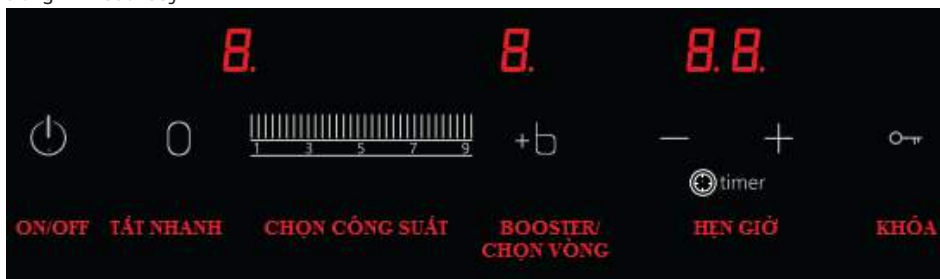 8.
8.
8.8.
0
1 3 5 7 9
+b
− +
timer
ON/OFF
TẮT NHANH
CHỌN CÔNG SUẤT
BOOSTER/
CHỌN VÒNG
HẸN GIỜ
KHÓA